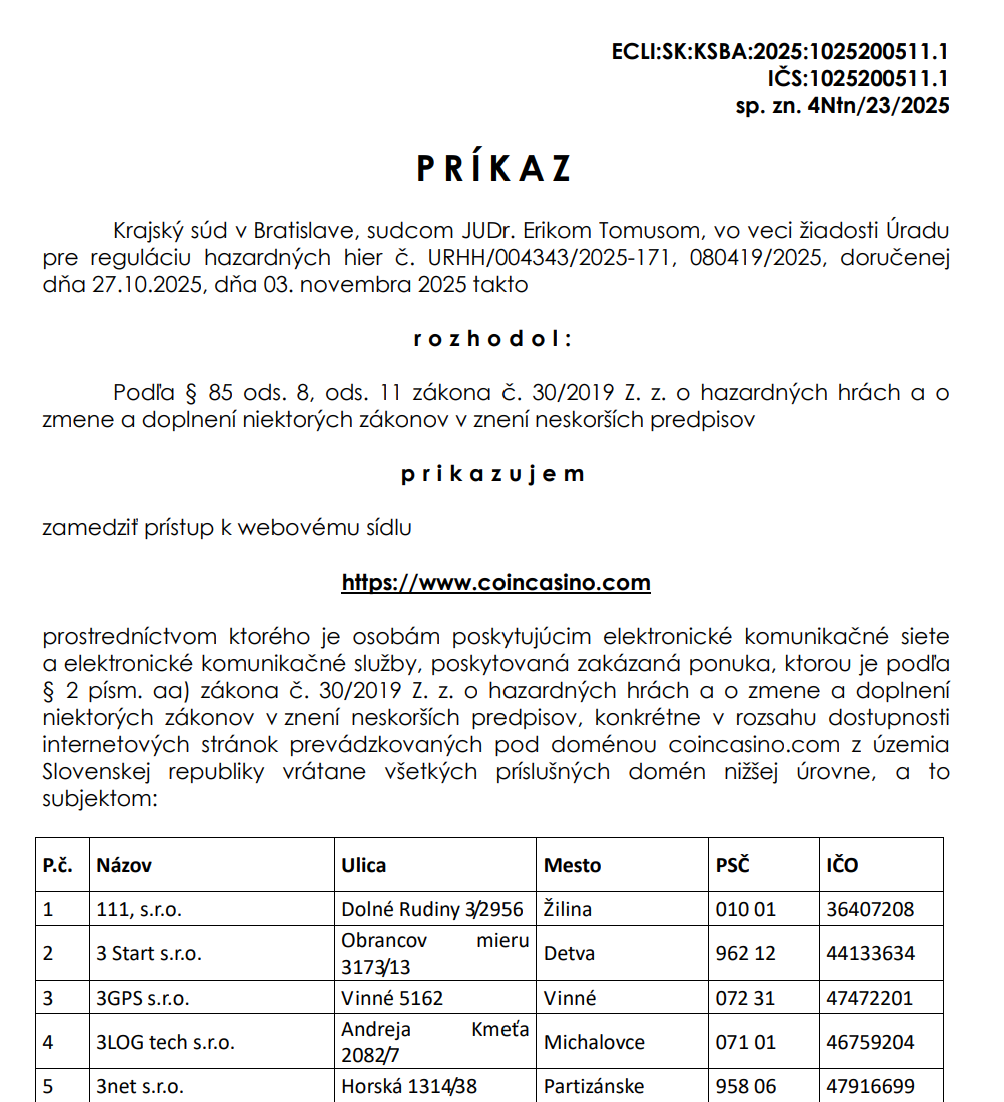 ECLI:SK:KSBA:2025:1025200511.1
IČS:1025200511.1
sp. zn. 4Ntn/23/2025
P R Í K A Z
Krajský súd v Bratislave, sudcom JUDr. Erikom Tomusom, vo veci žiadosti Úradu
pre reguláciu hazardných hier č. URHH/004343/2025-171, 080419/2025, doručenej
dňa 27.10.2025, dňa 03. novembra 2025 takto
r o z h o d o l :
Podľa § 85 ods. 8, ods. 11 zákona č. 30/2019 Z. z. o hazardných hrách a o
zmene a doplnení niektorých zákonov v znení neskorších predpisov
p r i k a z u j e m
zamedziť prístup k webovému sídlu
https://www.coincasino.com
prostredníctvom ktorého je osobám poskytujúcim elektronické komunikačné siete
a elektronické komunikačné služby, poskytovaná zakázaná ponuka, ktorou je podľa
§ 2 písm. aa) zákona č. 30/2019 Z. z. o hazardných hrách a o zmene a doplnení
niektorých zákonov v znení neskorších predpisov, konkrétne v rozsahu dostupnosti
internetových stránok prevádzkovaných pod doménou coincasino.com z územia
Slovenskej republiky vrátane všetkých príslušných domén nižšej úrovne, a to
subjektom:
P.č. Názov Ulica Mesto PSČ IČO
1 111, s.r.o. Dolné Rudiny 3/2956 Žilina 010 01 36407208
2 3 Start s.r.o. Obrancov mieru 3173/13 Detva 962 12 44133634
3 3GPS s.r.o. Vinné 5162 Vinné 072 31 47472201
4 3LOG tech s.r.o. Andreja Kmeťa 2082/7 Michalovce 071 01 46759204
5 3net s.r.o. Horská 1314/38 Partizánske 958 06 47916699